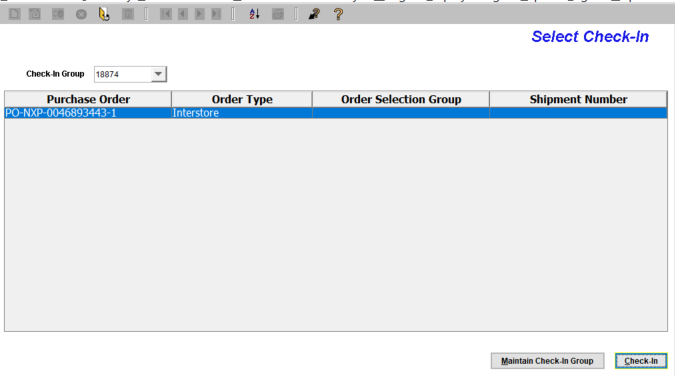 Select Check-In
Check-In Group 18874
Purchase Order Order Type Order Selection Group Shipment Number
PO-NXP-0046893443-1 Interstore
Maintain Check-In Group Check-In